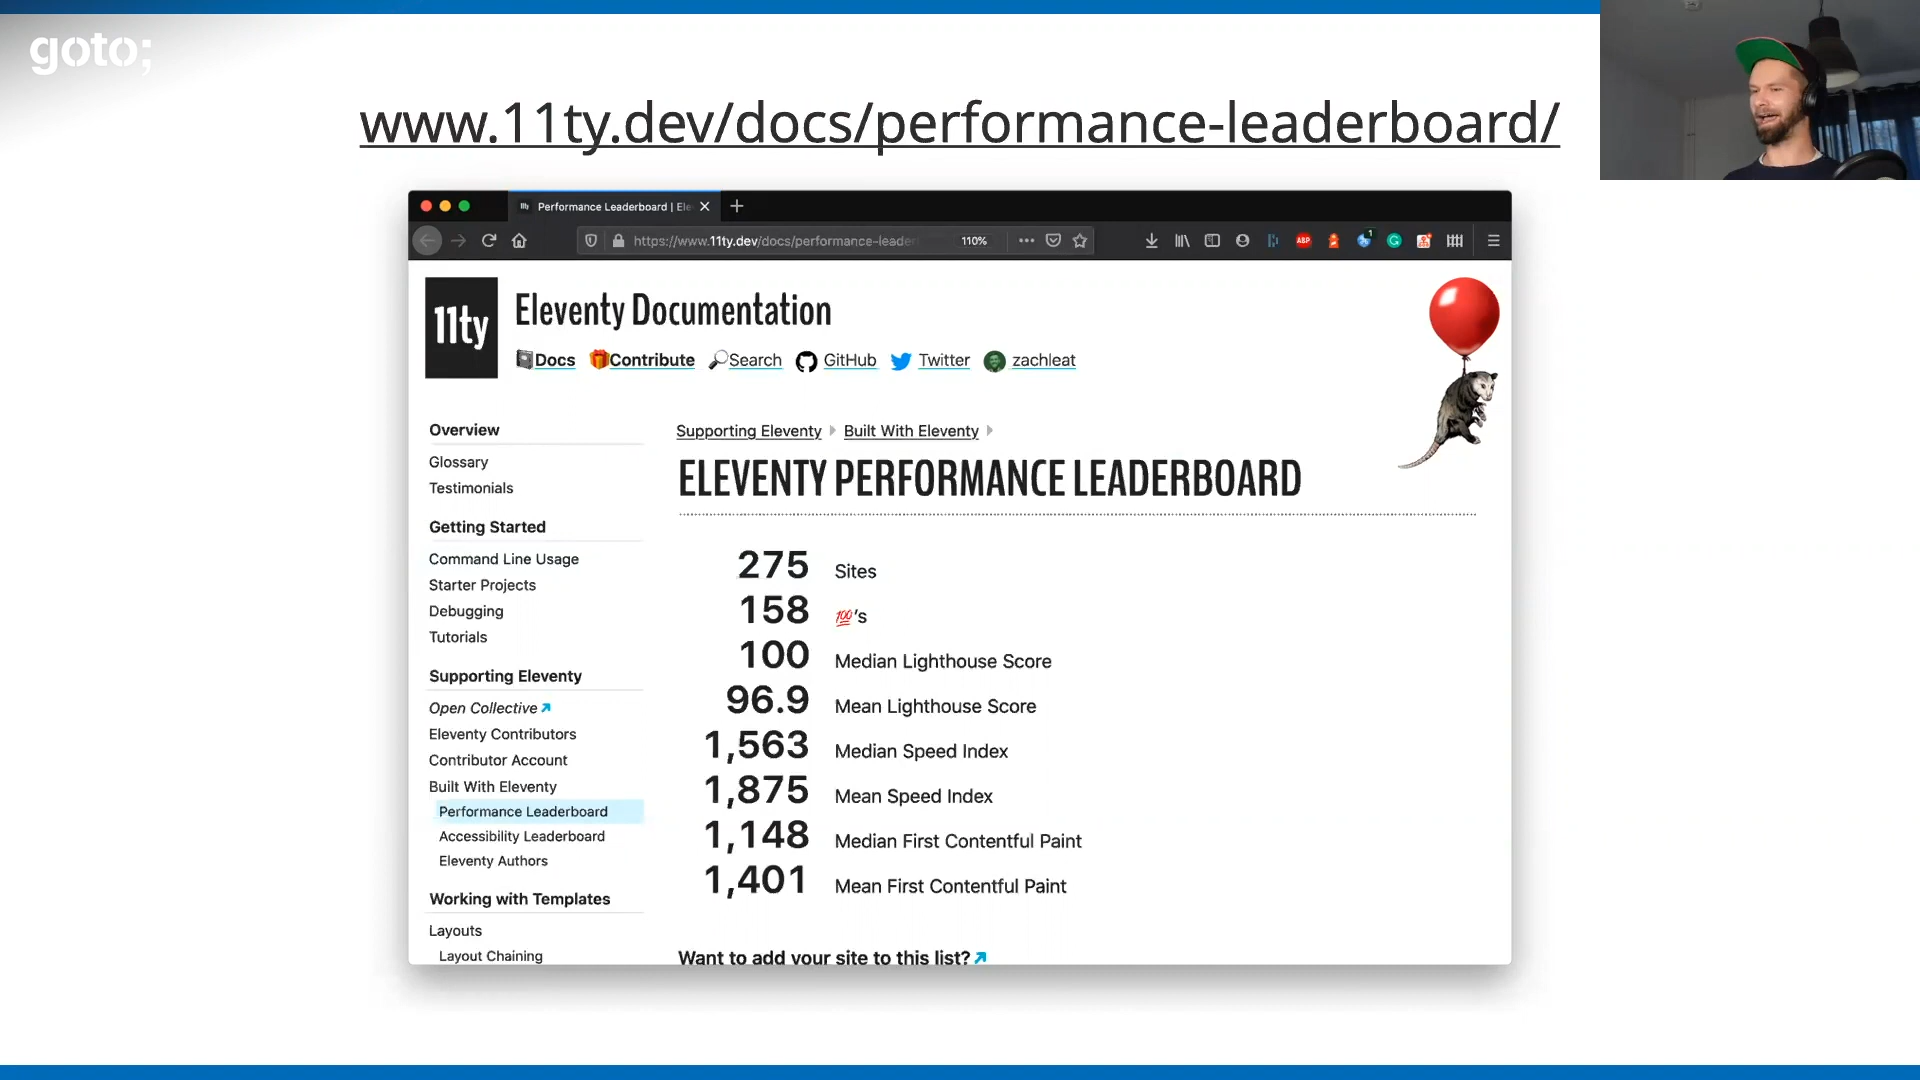 goto;
www.11ty.dev/docs/performance-leaderboard/
Performance Leaderboard | Ele
https://www.11ty.dev/docs/performance-leader
110%
ABP
1
11ty
Eleventy Documentation
Docs Contribute Search GitHub Twitter zachleat
Overview
Glossary
Testimonials
Getting Started
Command Line Usage
Starter Projects
Debugging
Tutorials
Supporting Eleventy
Open Collective
Eleventy Contributors
Contributor Account
Built With Eleventy
Performance Leaderboard
Accessibility Leaderboard
Eleventy Authors
Working with Templates
Layouts
Layout Chaining
Supporting Eleventy Built With Eleventy
ELEVENTY PERFORMANCE LEADERBOARD
275 Sites
158 💯's
100 Median Lighthouse Score
96.9 Mean Lighthouse Score
1,563 Median Speed Index
1,875 Mean Speed Index
1,148 Median First Contentful Paint
1,401 Mean First Contentful Paint
Want to add your site to this list?